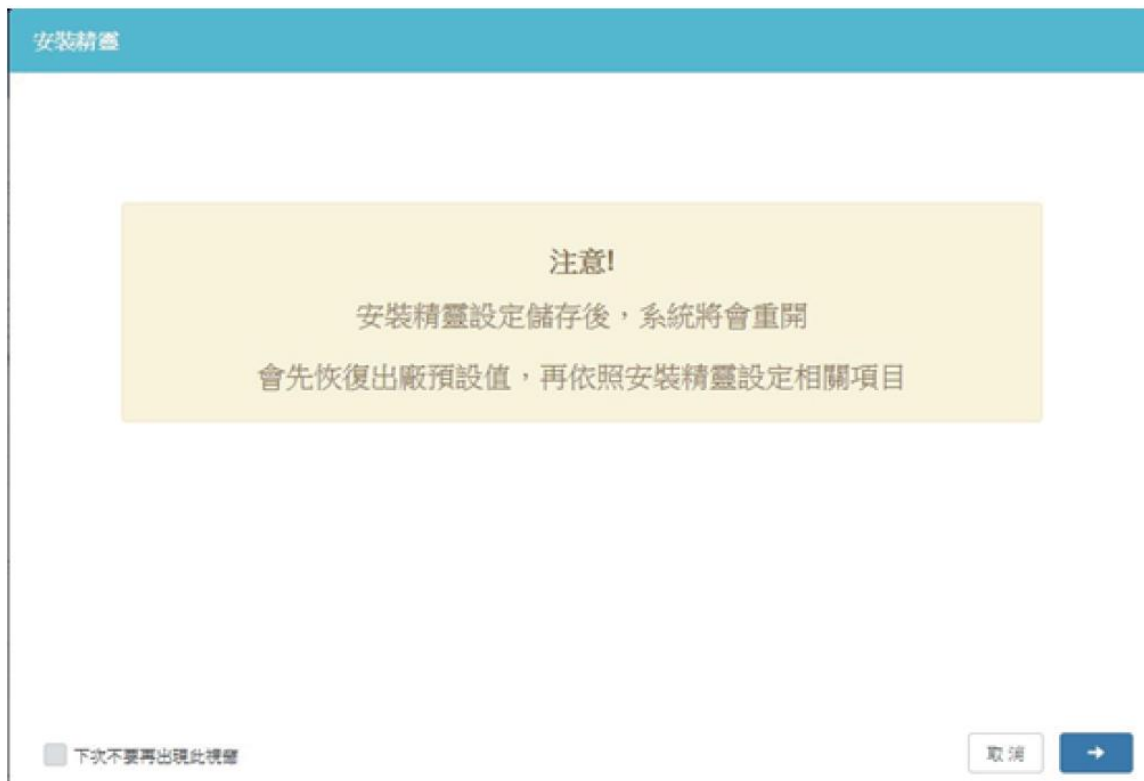 安裝精靈
注意!
安裝精靈設定儲存後，系統將會重開
會先恢復出廠預設值，再依照安裝精靈設定相關項目
下次不要再出現此視窗
取消